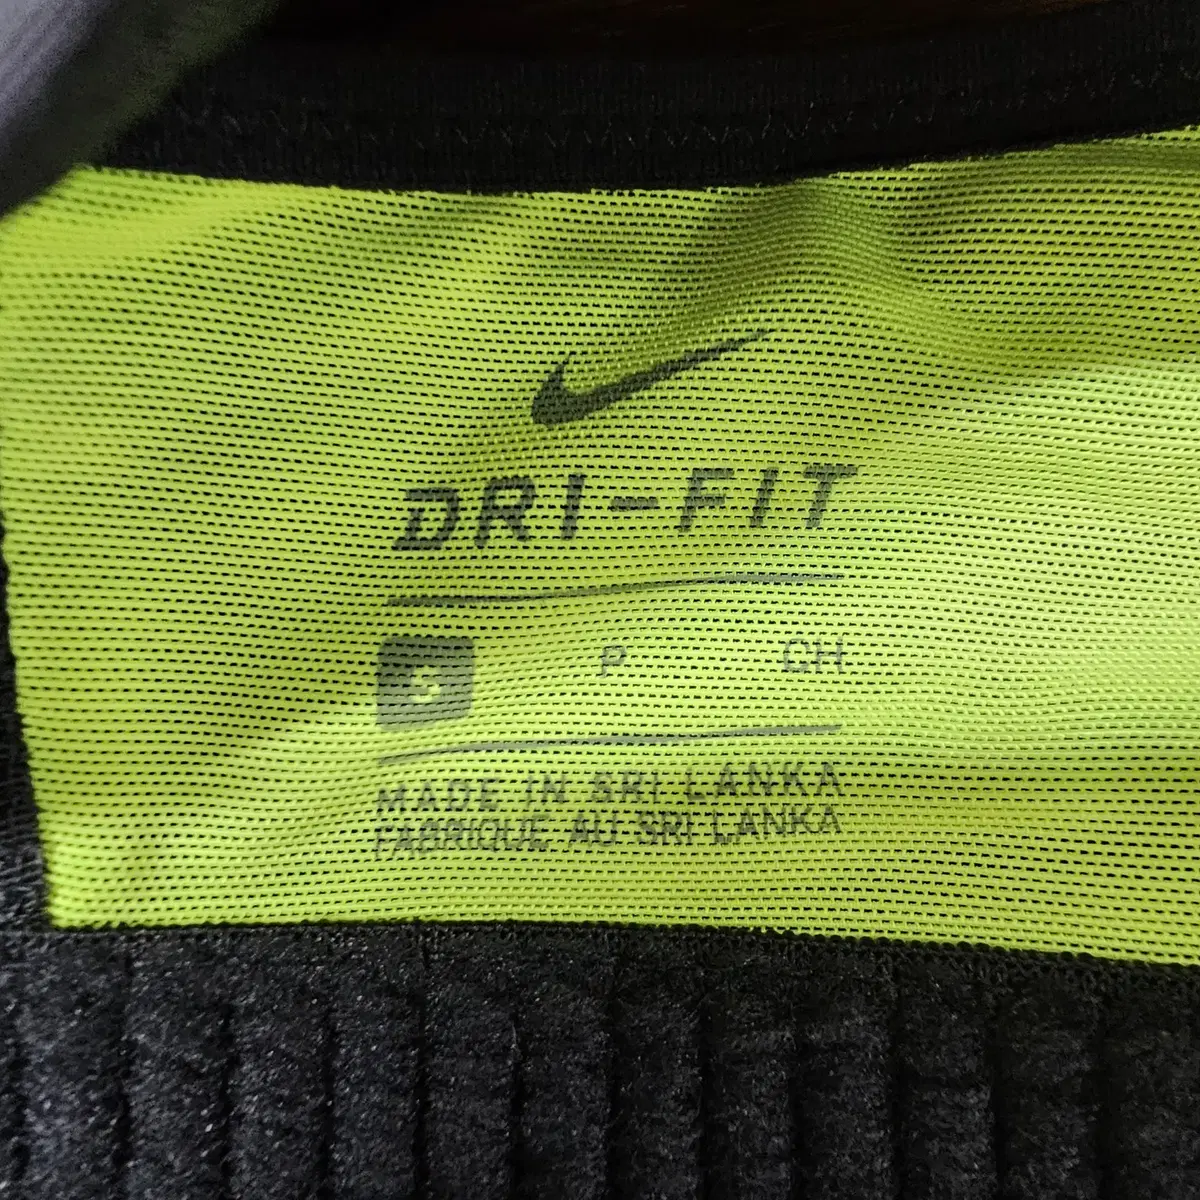 DRI-FIT
S P CH
MADE IN SRI LANKA
FABRIQUE AU SRI LANKA